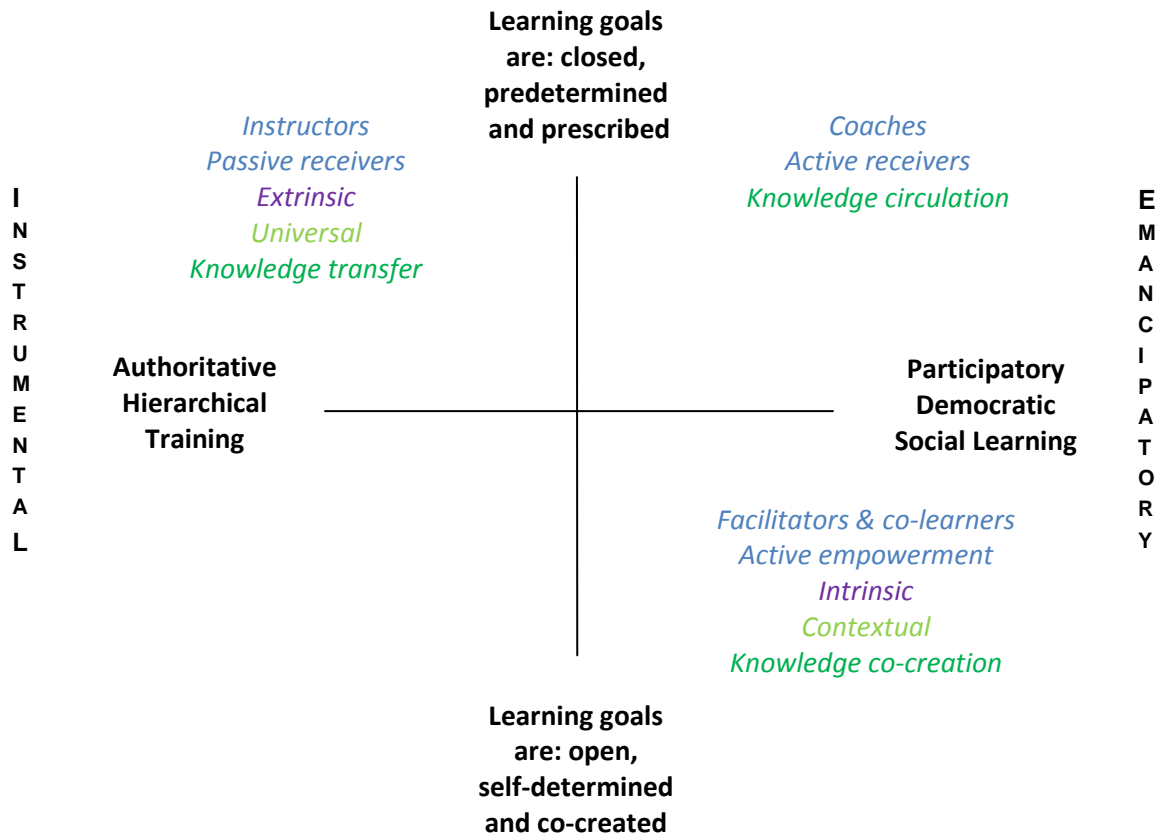 Learning goals
are: closed,
predetermined
and prescribed
Instructors
Passive receivers
Extrinsic
Universal
Knowledge transfer
Coaches
Active receivers
Knowledge circulation
INSTRUMENTAL
EMANCIPATORY
Authoritative
Hierarchical
Training
Participatory
Democratic
Social Learning
Facilitators & co-learners
Active empowerment
Intrinsic
Contextual
Knowledge co-creation
Learning goals
are: open,
self-determined
and co-created